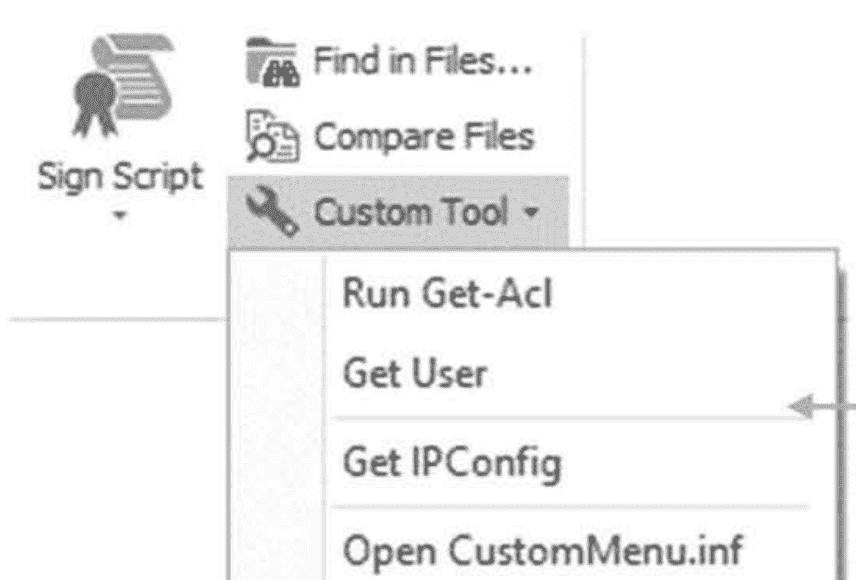 Find in Files...
Compare Files
Sign Script
Custom Tool
Run Get-Acl
Get User
Get IPConfig
Open CustomMenu.inf